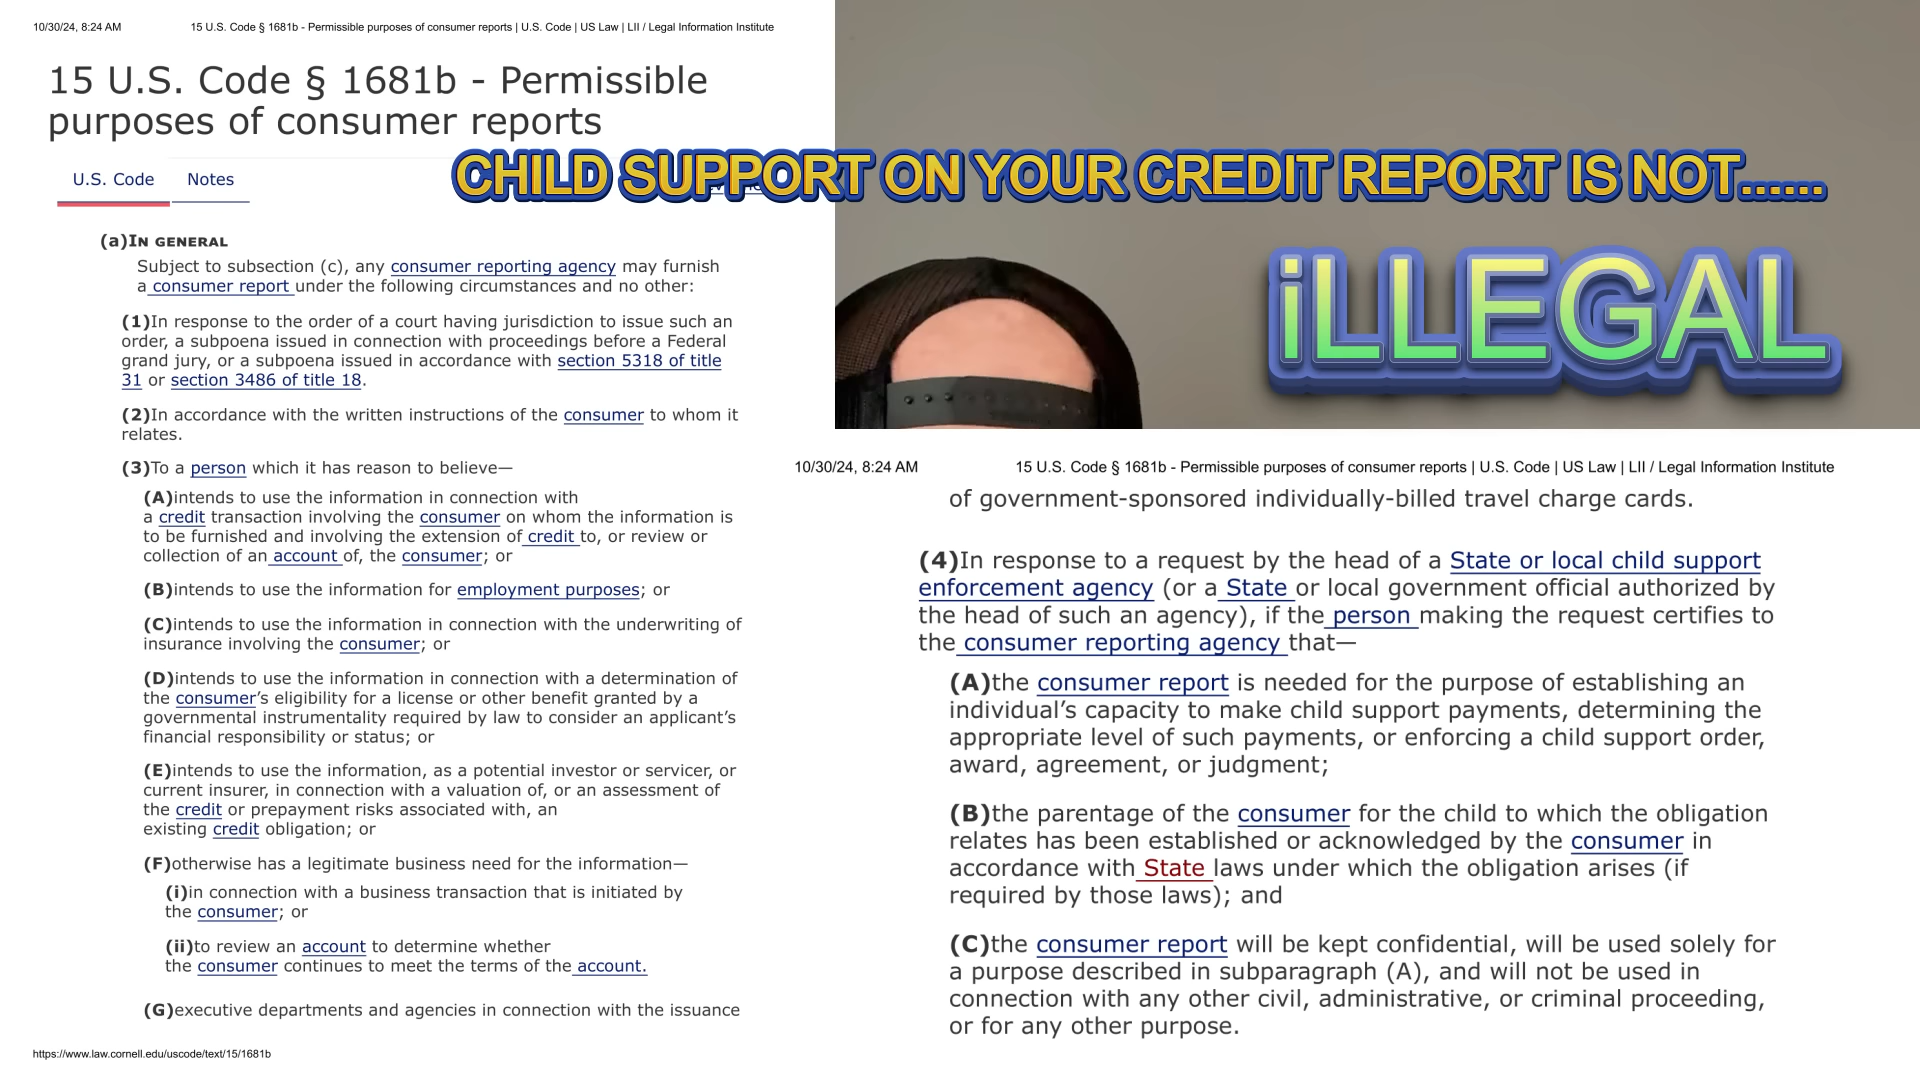 10/30/24, 8:24 AM 15 U.S. Code § 1681b - Permissible purposes of consumer reports | U.S. Code | US Law | LII / Legal Information Institute
15 U.S. Code § 1681b - Permissible
purposes of consumer reports
U.S. Code Notes
CHILD SUPPORT ON YOUR CREDIT REPORT IS NOT......
iLLEGAL
(a)IN GENERAL
Subject to subsection (c), any consumer reporting agency may furnish
a consumer report under the following circumstances and no other:
(1)In response to the order of a court having jurisdiction to issue such an
order, a subpoena issued in connection with proceedings before a Federal
grand jury, or a subpoena issued in accordance with section 5318 of title
31 or section 3486 of title 18.
(2)In accordance with the written instructions of the consumer to whom it
relates.
(3)To a person which it has reason to believe—
(A)intends to use the information in connection with
a credit transaction involving the consumer on whom the information is
to be furnished and involving the extension of credit to, or review or
collection of an account of, the consumer; or
(B)intends to use the information for employment purposes; or
(C)intends to use the information in connection with the underwriting of
insurance involving the consumer; or
(D)intends to use the information in connection with a determination of
the consumer’s eligibility for a license or other benefit granted by a
governmental instrumentality required by law to consider an applicant’s
financial responsibility or status; or
(E)intends to use the information, as a potential investor or servicer, or
current insurer, in connection with a valuation of, or an assessment of
the credit or prepayment risks associated with, an
existing credit obligation; or
(F)otherwise has a legitimate business need for the information—
(i)in connection with a business transaction that is initiated by
the consumer; or
(ii)to review an account to determine whether
the consumer continues to meet the terms of the account.
(G)executive departments and agencies in connection with the issuance
https://www.law.cornell.edu/uscode/text/15/1681b
10/30/24, 8:24 AM 15 U.S. Code § 1681b - Permissible purposes of consumer reports | U.S. Code | US Law | LII / Legal Information Institute
of government-sponsored individually-billed travel charge cards.
(4)In response to a request by the head of a State or local child support
enforcement agency (or a State or local government official authorized by
the head of such an agency), if the person making the request certifies to
the consumer reporting agency that—
(A)the consumer report is needed for the purpose of establishing an
individual’s capacity to make child support payments, determining the
appropriate level of such payments, or enforcing a child support order,
award, agreement, or judgment;
(B)the parentage of the consumer for the child to which the obligation
relates has been established or acknowledged by the consumer in
accordance with State laws under which the obligation arises (if
required by those laws); and
(C)the consumer report will be kept confidential, will be used solely for
a purpose described in subparagraph (A), and will not be used in
connection with any other civil, administrative, or criminal proceeding,
or for any other purpose.